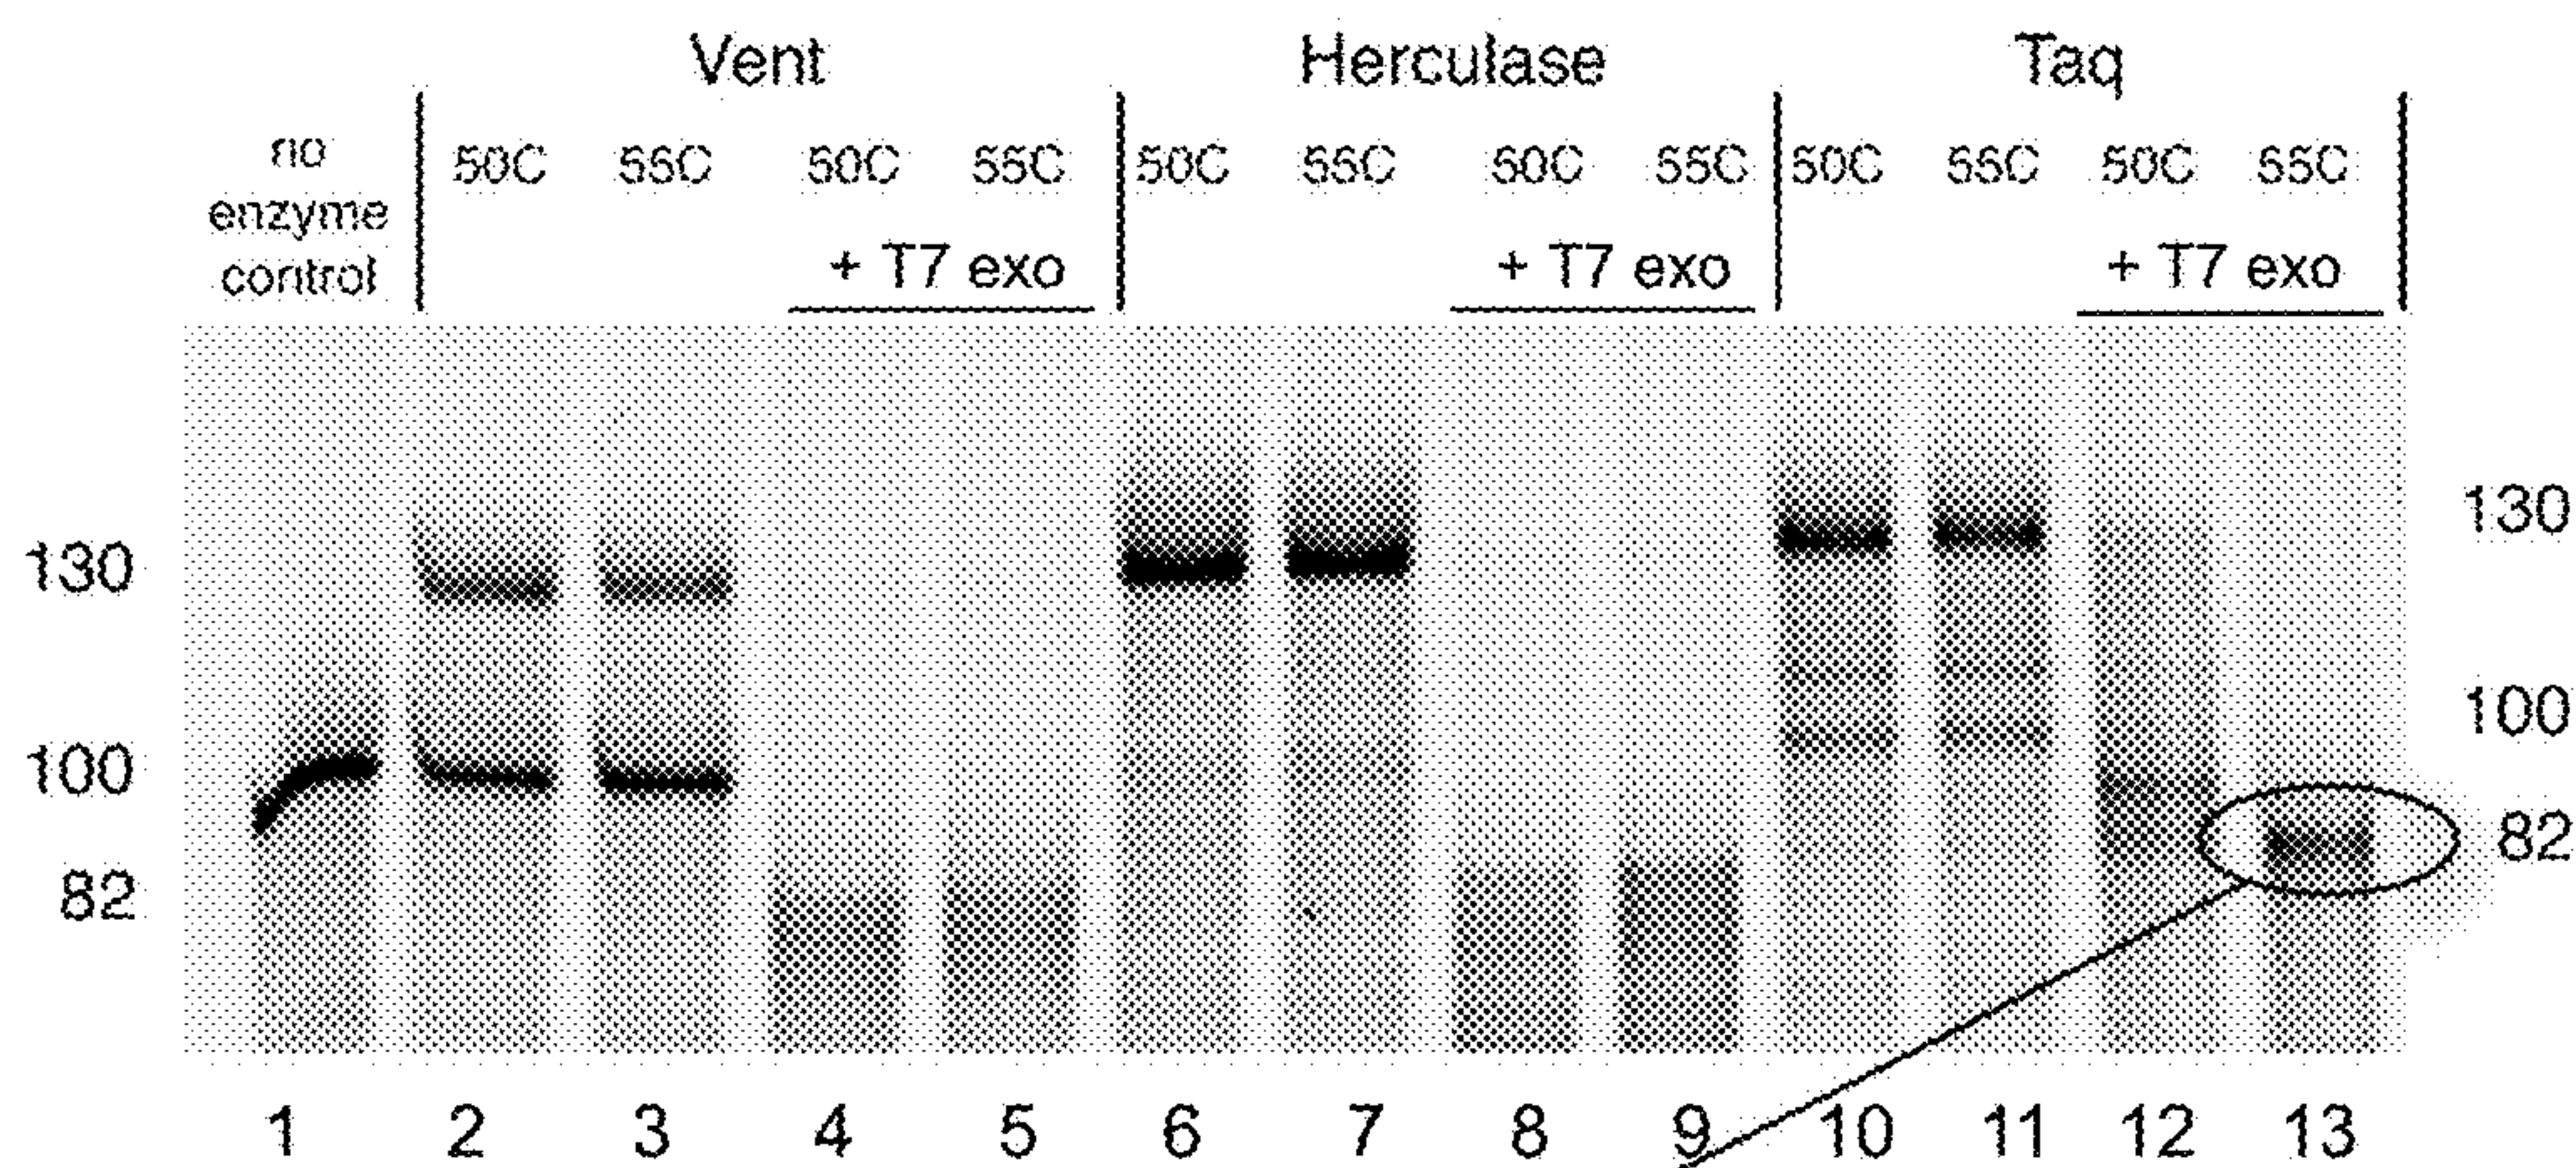 Vent Herculase Taq
no enzyme control
50C 55C 50C 55C 50C 55C 50C 55C 50C 55C 50C 55C
+ T7 exo + T7 exo + T7 exo
130 130
100 100
82 82
1 2 3 4 5 6 7 8 9 10 11 12 13